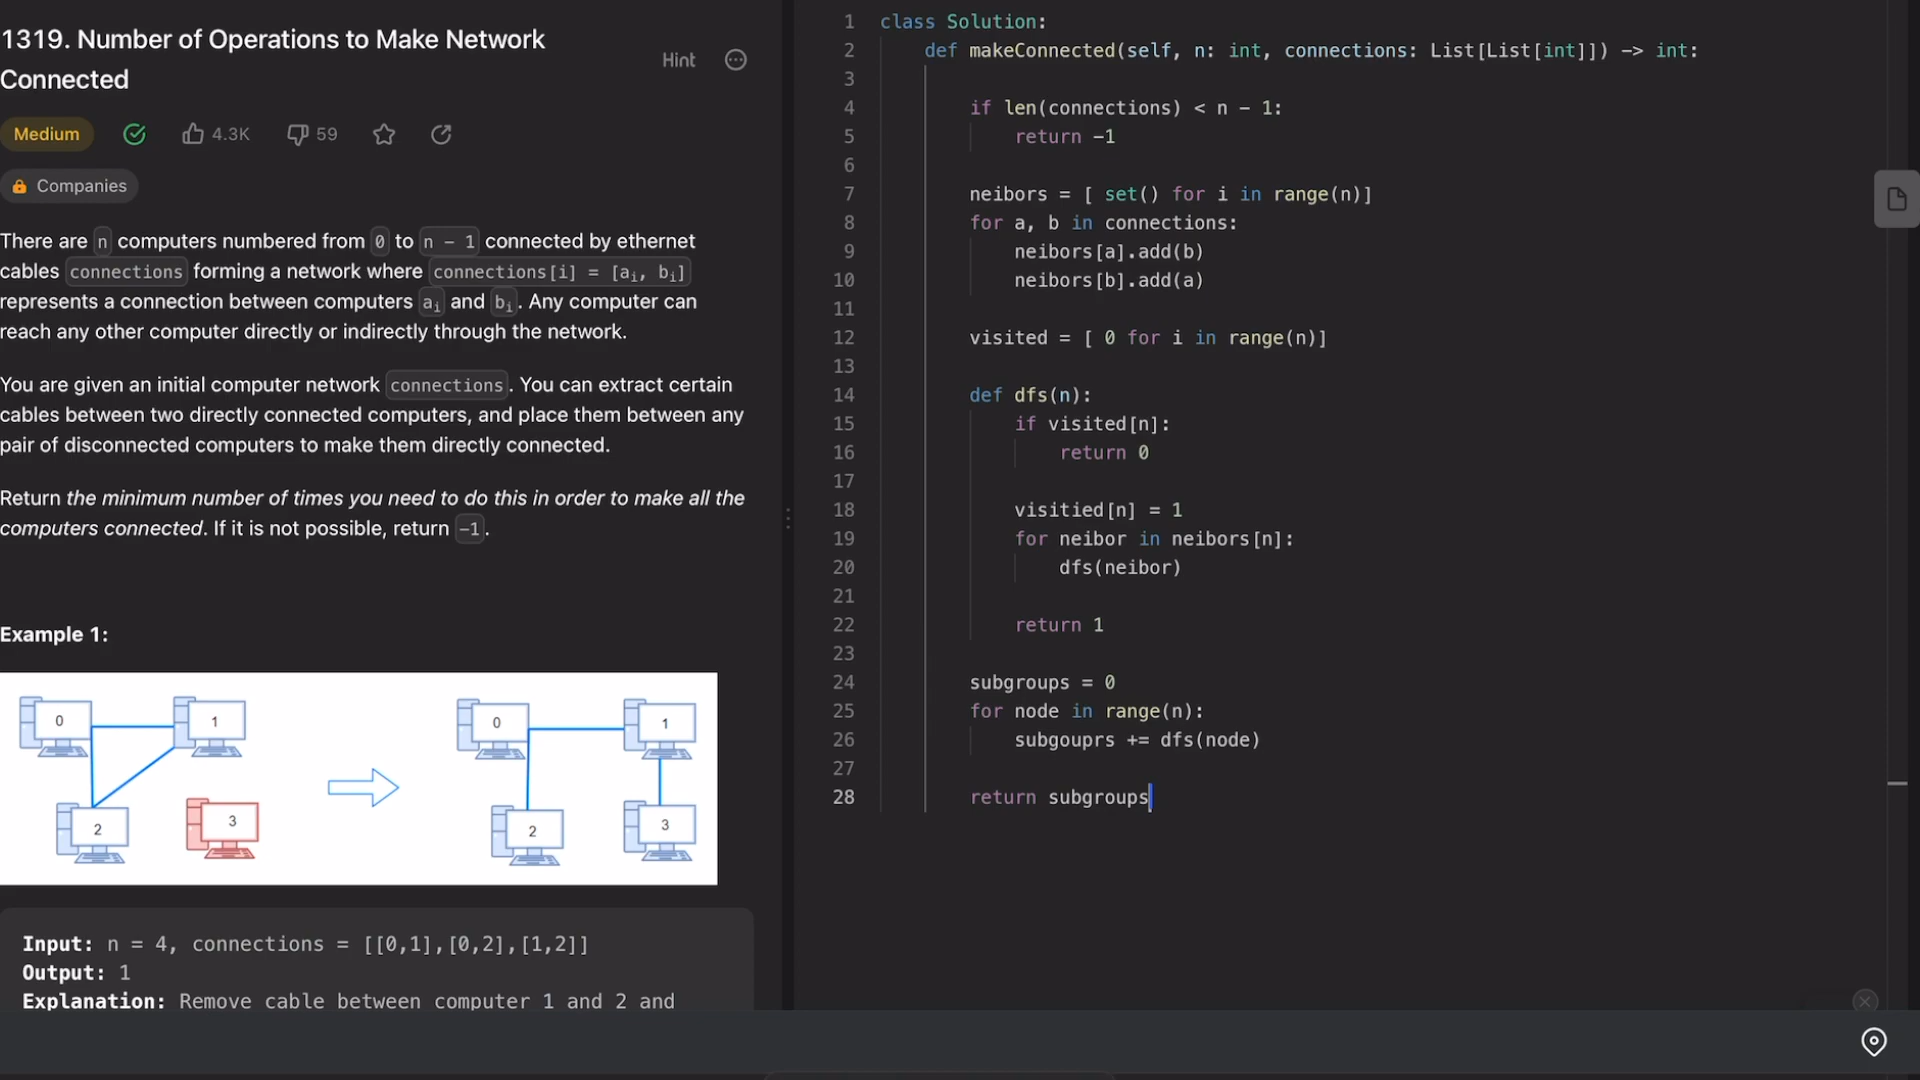 1319. Number of Operations to Make Network
Connected
Hint
Medium
4.3K
59
Companies
There are n computers numbered from 0 to n - 1 connected by ethernet
cables connections forming a network where connections[i] = [ai, bi]
represents a connection between computers ai and bi. Any computer can
reach any other computer directly or indirectly through the network.
You are given an initial computer network connections. You can extract certain
cables between two directly connected computers, and place them between any
pair of disconnected computers to make them directly connected.
Return the minimum number of times you need to do this in order to make all the
computers connected. If it is not possible, return -1.
Example 1:
0
1
2
3
0
1
2
3
Input: n = 4, connections = [[0,1],[0,2],[1,2]]
Output: 1
Explanation: Remove cable between computer 1 and 2 and
1 class Solution:
2 def makeConnected(self, n: int, connections: List[List[int]]) -> int:
3
4 if len(connections) < n - 1:
5 return -1
6
7 neibors = [ set() for i in range(n)]
8 for a, b in connections:
9 neibors[a].add(b)
10 neibors[b].add(a)
11
12 visited = [ 0 for i in range(n)]
13
14 def dfs(n):
15 if visited[n]:
16 return 0
17
18 visitied[n] = 1
19 for neibor in neibors[n]:
20 dfs(neibor)
21
22 return 1
23
24 subgroups = 0
25 for node in range(n):
26 subgouprs += dfs(node)
27
28 return subgroups